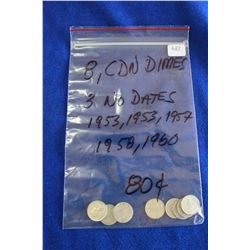 8, CDN DIMES
3 NO DATES
1953, 1953, 1957
1958, 1960
80¢